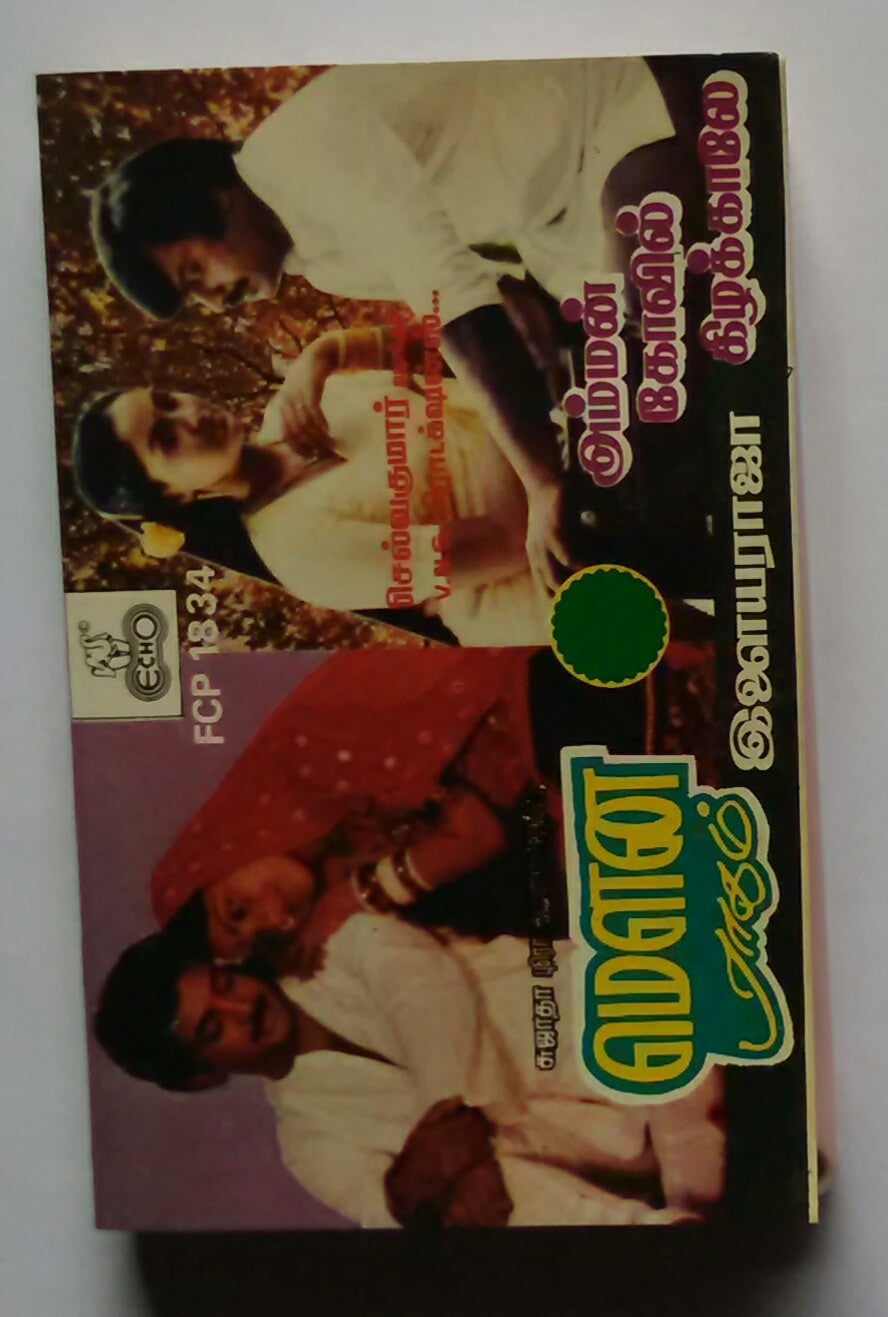 ECHO
FCP 1834
சுஜாதா
மௌன
ராகம்
செல்வகுமார்
V.N.S.
அம்மன்
கோவில்
கிழக்காலே
இளையராஜா